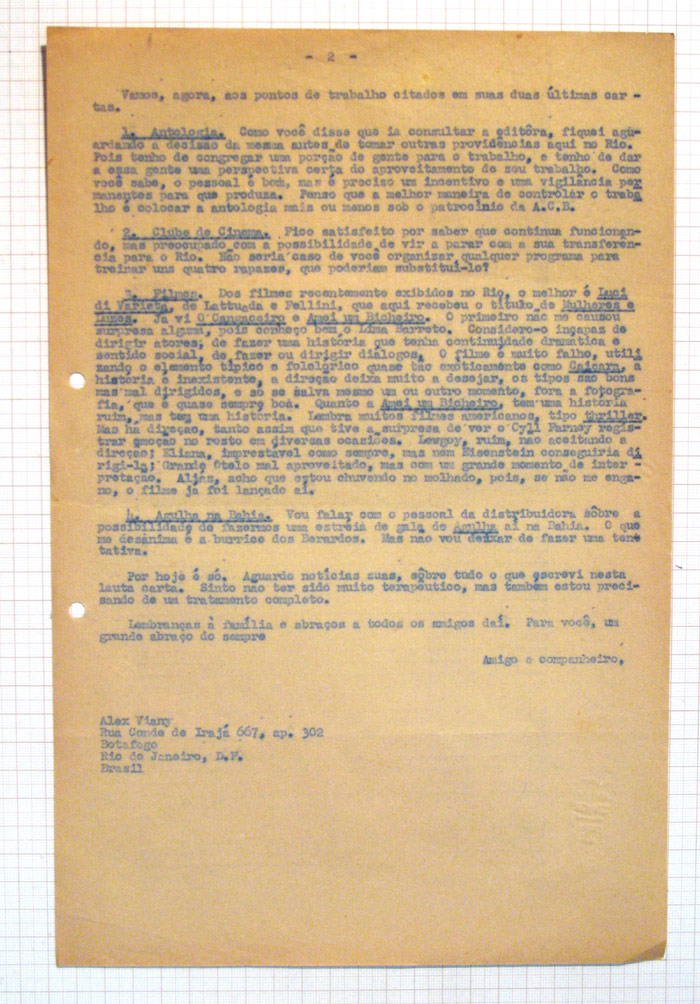 - 2 -
Vamos, agora, aos pontos de trabalho citados em suas duas últimas car -
tas.
1. Antologia. Como você disse que ia consultar a editôra, fiquei agu-
ardando a decisão da mesma antes de tomar outras providências aqui no Rio.
Pois tenho de congregar uma porção de gente para o trabalho, e tenho de dar
a essa gente uma perspectiva certa do aproveitamento de seu trabalho. Como
você sabe, o pessoal é bom, mas é preciso um incentivo e uma vigilância per
manentes para que produza. Penso que a melhor maneira de controlar o traba
lho é colocar a antologia mais ou menos sob o patrocínio da A.C.E.
2. Clube de Cinema. Fico satisfeito por saber que continua funcionan-
do, mas preocupado com a possibilidade de vir a parar com a sua transferên-
cia para o Rio. Não seria caso de você organizar qualquer programa para
treinar uns quatro rapazes, que poderiam substituí-lo?
3. Filmes. Dos filmes recentemente exibidos no Rio, o melhor é Luci
di Varieta, de Lattuada e Fellini, que aqui recebeu o título de Mulheres e
Luzes. Já vi O Cangaceiro e Amei um Bicheiro. O primeiro não me causou
surpresa alguma, pois conheço bem o Lima Barreto. Considero-o incapas de
dirigir atores, de fazer uma história que tenha continuidade dramática e
sentido social, de fazer ou dirigir diálogos. O filme é muito falho, utili
zando o elemento típico e folclórico quase tão exòticamente como Caiçara, a
história é inexistente, a direção deixa muito a desejar, os tipos são bons
mas mal dirigidos, e só se salva mesmo um ou outro momento, fora a fotogra-
fia, que é quase sempre boa. Quanto a Amei um Bicheiro, tem uma história
ruim, mas tem uma história. Lembra muitos filmes americanos, tipo thriller.
Mas há direção, tanto assim que tive a surpresa de ver o Cyll Farney regis-
trar emoção no rosto em diversas ocasiões. Lewgoy, ruim, não aceitando a
direção; Eliana, imprestável como sempre, mas nem Eisenstein conseguiria di
rigi-la; Grande Otelo mal aproveitado, mas com um grande momento de inter -
pretação. Aliás, acho que estou chuvendo no molhado, pois, se não me enga-
no, o filme já foi lançado aí.
4. Agulha na Bahia. Vou falar com o pessoal da distribuidora sôbre a
possibilidade de fazermos uma estréia de gala de Agulha aí na Bahia. O que
me desanima é a burrice dos Berardos. Mas não vou deixar de fazer uma ten<u></u>
tativa.
Por hoje é só. Aguardo notícias suas, sôbre tudo o que escrevi nesta
lauta carta. Sinto não ter sido muito terapêutico, mas também estou preci-
sando de um tratamento completo.
Lembranças à família e abraços a todos os amigos daí. Para você, um
grande abraço do sempre
Amigo e companheiro,
Alex Viany
Rua Conde de Irajá 667, ap. 302
Botafogo
Rio de Janeiro, D.F.
Brasil